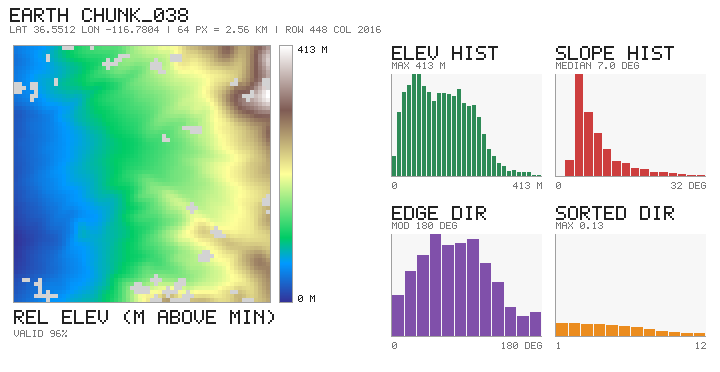 EARTH CHUNK_038
LAT 36.5512 LON -116.7804 | 64 PX = 2.56 KM | ROW 448 COL 2016
413 M
0 M
REL ELEV (M ABOVE MIN)
VALID 96%
ELEV HIST
MAX 413 M
0 413 M
SLOPE HIST
MEDIAN 7.0 DEG
0 32 DEG
EDGE DIR
MOD 180 DEG
0 180 DEG
SORTED DIR
MAX 0.13
1 12